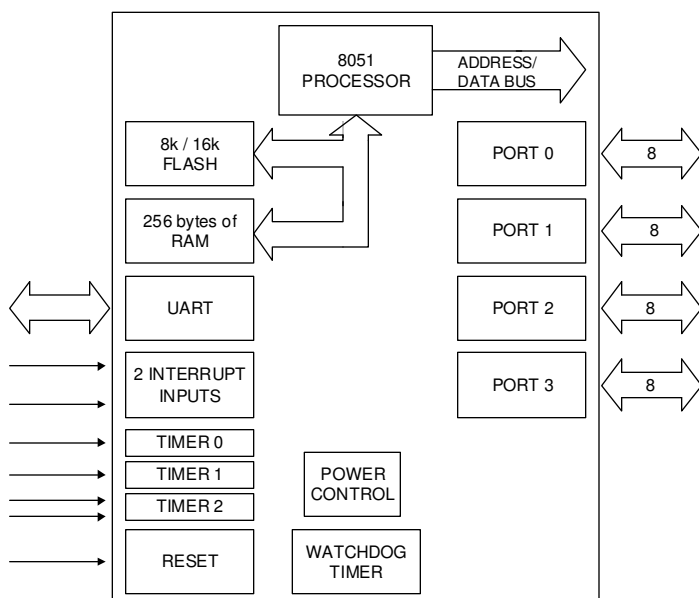 8051
PROCESSOR
ADDRESS/
DATA BUS
8k / 16k
FLASH
PORT 0
8
256 bytes of
RAM
PORT 1
8
UART
PORT 2
8
2 INTERRUPT
INPUTS
PORT 3
8
TIMER 0
TIMER 1
TIMER 2
POWER
CONTROL
RESET
WATCHDOG
TIMER